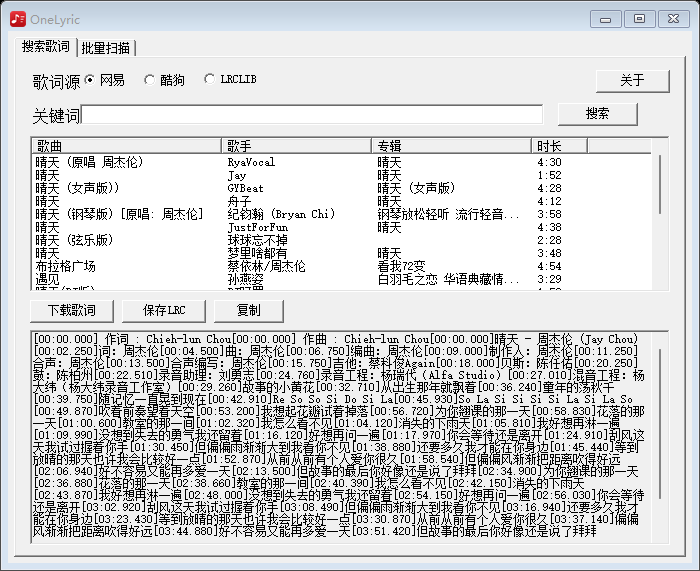 OneLyric
搜索歌词 批量扫描
歌词源 网易 酷狗 LRCLIB 关于
关键词 搜索
歌曲 歌手 专辑 时长
晴天 (原唱 周杰伦) RyaVocal 晴天 4:30
晴天 Jay 晴天 1:52
晴天 (女声版)) GYBeat 晴天 (女声版) 4:28
晴天 舟子 晴天 4:12
晴天 (钢琴版) [原唱: 周杰伦] 纪钧瀚 (Bryan Chi) 钢琴放松轻听 流行轻音... 3:58
晴天 JustForFun 晴天 4:38
晴天 (弦乐版) 球球忘不掉 2:28
晴天 梦里啥都有 晴天 3:48
布拉格广场 蔡依林/周杰伦 看我72变 4:54
遇见 孙燕姿 白羽毛之恋 华语典藏情... 3:29
下载歌词 保存LRC 复制
[00:00.000] 作词 : Chieh-lun Chou[00:00.000] 作曲 : Chieh-lun Chou[00:00.000]晴天 - 周杰伦 (Jay Chou)
[00:02.250]词: 周杰伦[00:04.500]曲: 周杰伦[00:06.750]编曲: 周杰伦[00:09.000]制作人: 周杰伦[00:11.250]
合声: 周杰伦[00:13.500]合声编写: 周杰伦[00:15.750]吉他: 蔡科俊Again[00:18.000]贝斯: 陈任佑[00:20.250]
鼓: 陈柏州[00:22.510]录音助理: 刘勇志[00:24.760]录音工程: 杨瑞代 (Alfa Studio) [00:27.010]混音工程: 杨
大纬 (杨大纬录音工作室) [00:29.260]故事的小黄花[00:32.710]从出生那年就飘着[00:36.240]童年的荡秋千
[00:39.750]随记忆一直晃到现在[00:42.910]Re So So Si Do Si La[00:45.930]So La Si Si Si Si La Si La So
[00:49.870]吹着前奏望着天空[00:53.200]我想起花瓣试着掉落[00:56.720]为你翘课的那一天[00:58.830]花落的那
一天[01:00.600]教室的那一间[01:02.320]我怎么看不见[01:04.120]消失的下雨天[01:05.810]我好想再淋一遍
[01:09.990]没想到失去的勇气我还留着[01:16.120]好想再问一遍[01:17.970]你会等待还是离开[01:24.910]刮风这
天我试过握着你手[01:30.450]但偏偏雨渐渐大到我看你不见[01:38.880]还要多久我才能在你身边[01:45.440]等到
放晴的那天也许我会比较好一点[01:52.870]从前从前有个人爱你很久[01:59.540]但偏偏风渐渐把距离吹得好远
[02:06.940]好不容易又能再多爱一天[02:13.500]但故事的最后你好像还是说了拜拜[02:34.900]为你翘课的那一天
[02:36.880]花落的那一天[02:38.660]教室的那一间[02:40.390]我怎么看不见[02:42.150]消失的下雨天
[02:43.870]我好想再淋一遍[02:48.000]没想到失去的勇气我还留着[02:54.150]好想再问一遍[02:56.030]你会等待
还是离开[03:02.920]刮风这天我试过握着你手[03:08.490]但偏偏雨渐渐大到我看你不见[03:16.940]还要多久我才
能在你身边[03:23.430]等到放晴的那天也许我会比较好一点[03:30.870]从前从前有个人爱你很久[03:37.140]偏偏
风渐渐把距离吹得好远[03:44.880]好不容易又能再多爱一天[03:51.420]但故事的最后你好像还是说了拜拜